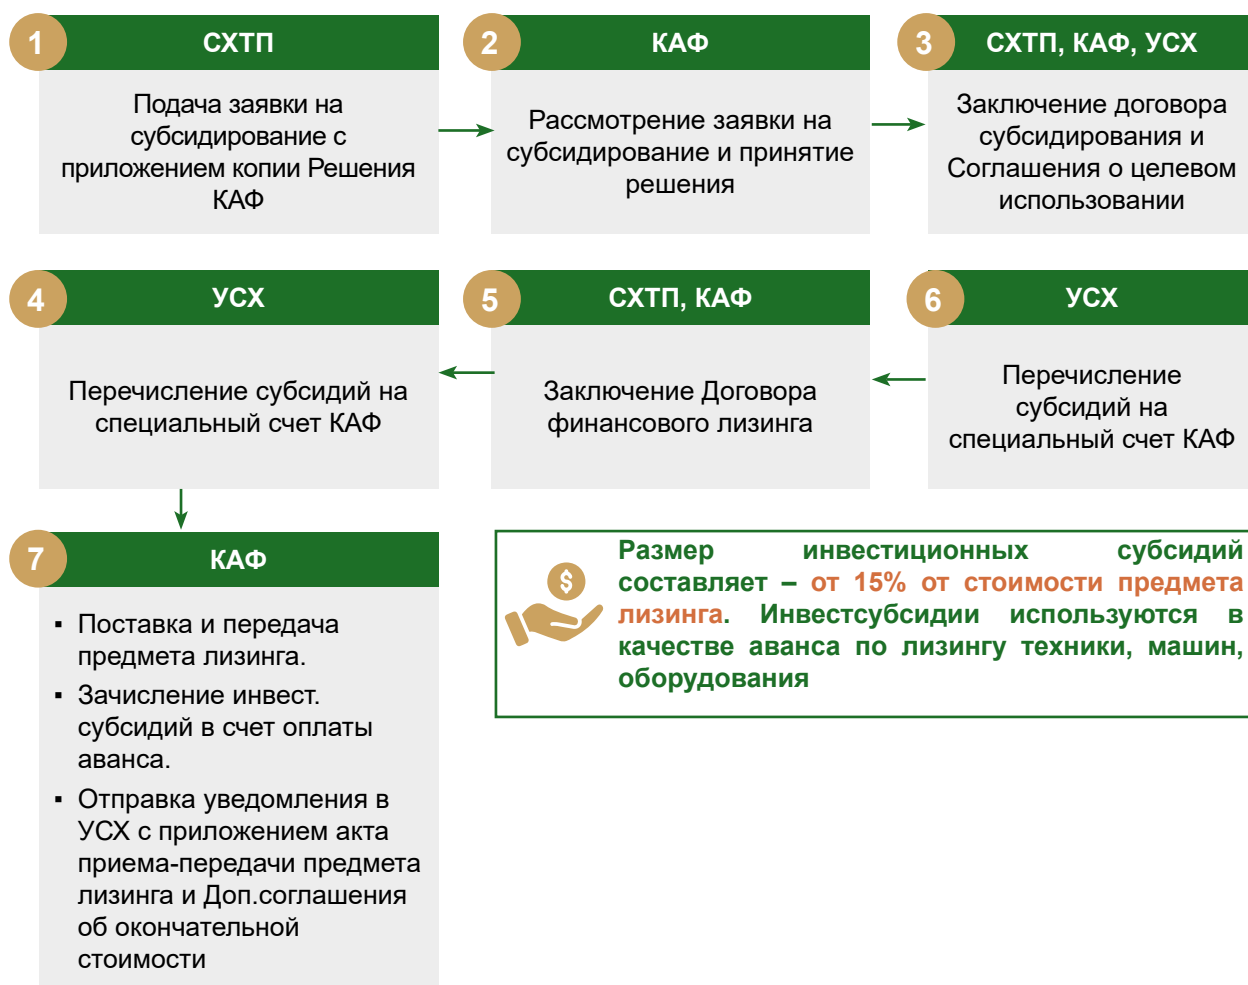 1
СХТП
Подача заявки на
субсидирование с
приложением копии Решения
КАФ
2
КАФ
Рассмотрение заявки на
субсидирование и принятие
решения
3
СХТП, КАФ, УСХ
Заключение договора
субсидирования и
Соглашения о целевом
использовании
4
УСХ
Перечисление субсидий на
специальный счет КАФ
5
СХТП, КАФ
Заключение Договора
финансового лизинга
6
УСХ
Перечисление
субсидий на
специальный счет КАФ
7
КАФ
▪ Поставка и передача
предмета лизинга.
▪ Зачисление инвест.
субсидий в счет оплаты
аванса.
▪ Отправка уведомления в
УСХ с приложением акта
приема-передачи предмета
лизинга и Доп.соглашения
об окончательной
стоимости
$
Размер инвестиционных субсидий
составляет – от 15% от стоимости предмета
лизинга. Инвестсубсидии используются в
качестве аванса по лизингу техники, машин,
оборудования